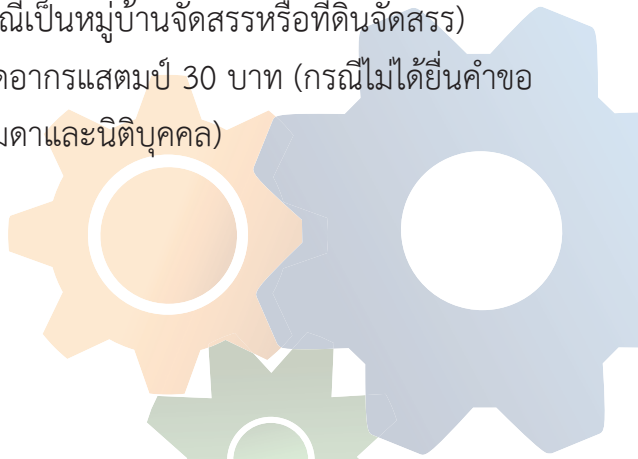 ณีเป็นหมู่บ้านจัดสรรหรือที่ดินจัดสรร)
อากรแสตมป์ 30 บาท (กรณีไม่ได้ยื่นคำขอ
มดาและนิติบุคคล)